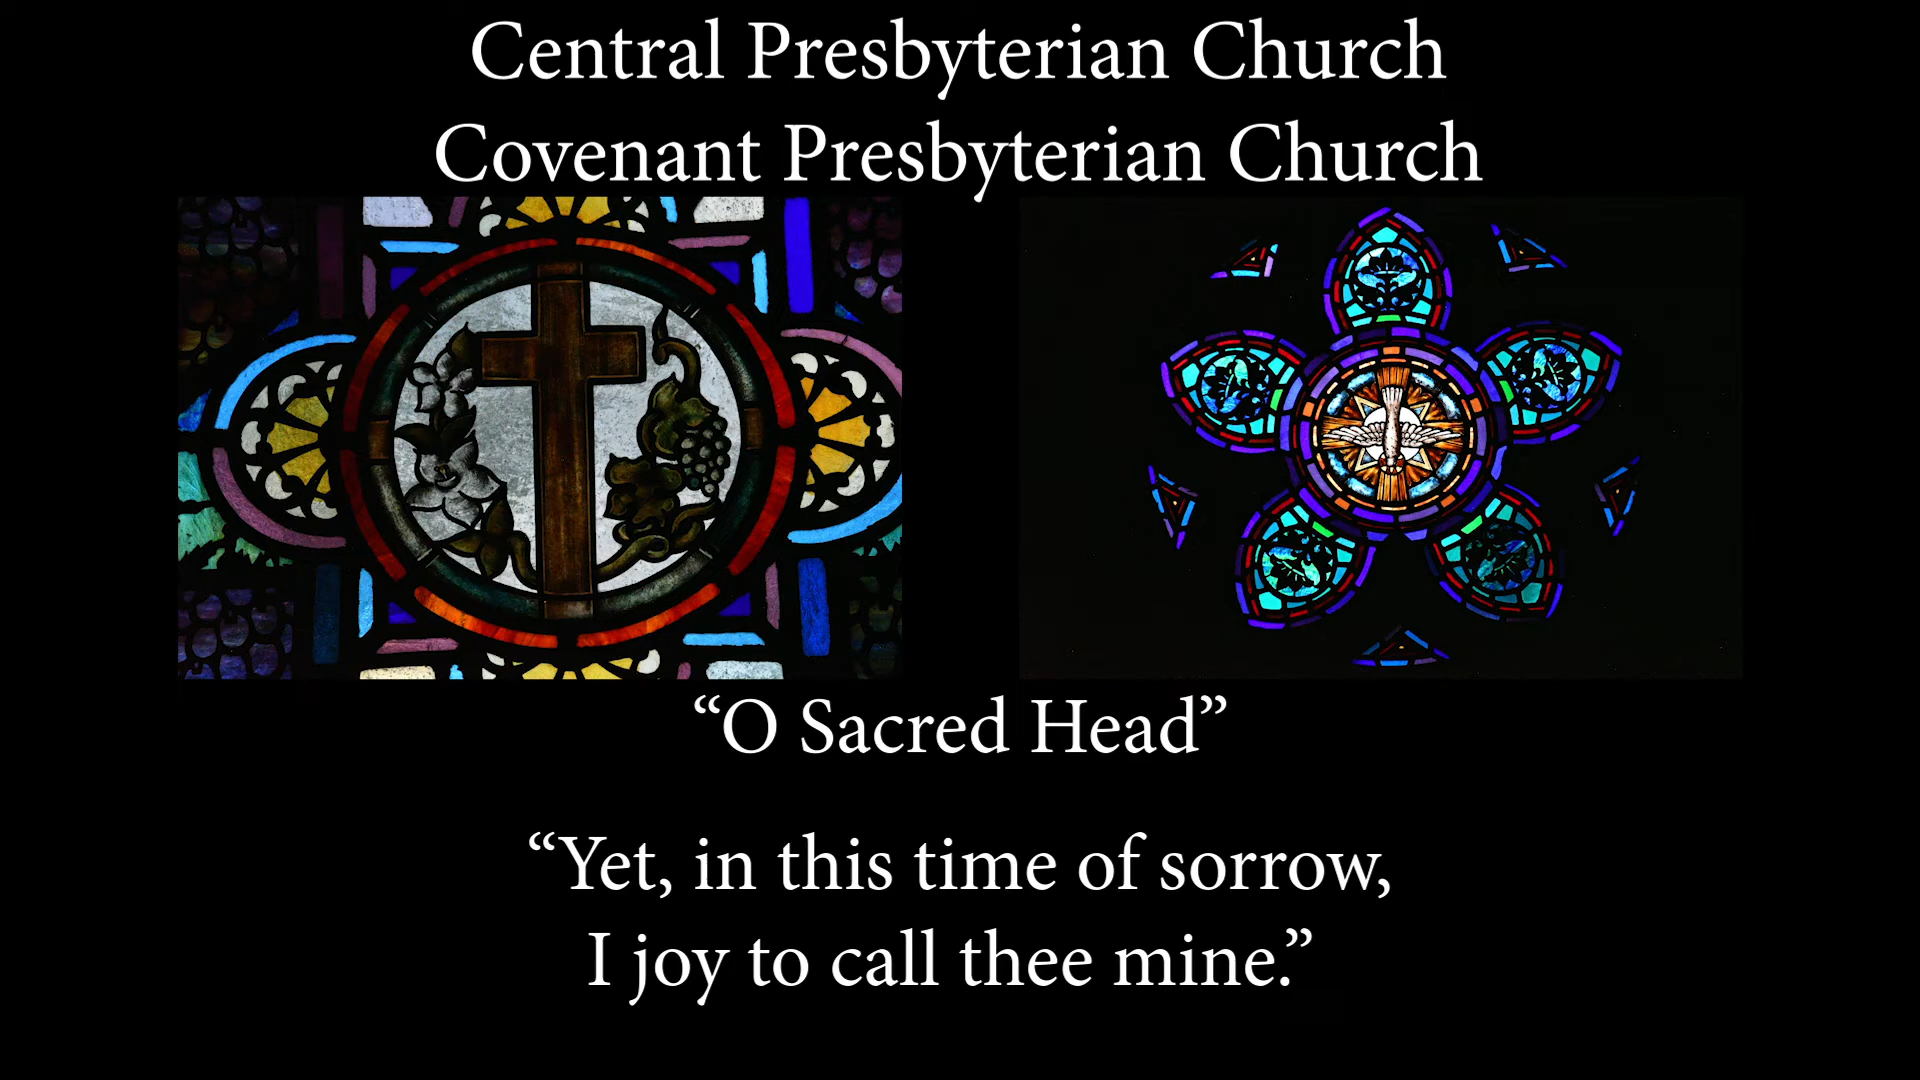 Central Presbyterian Church
Covenant Presbyterian Church
“O Sacred Head”
“Yet, in this time of sorrow,
I joy to call thee mine.”